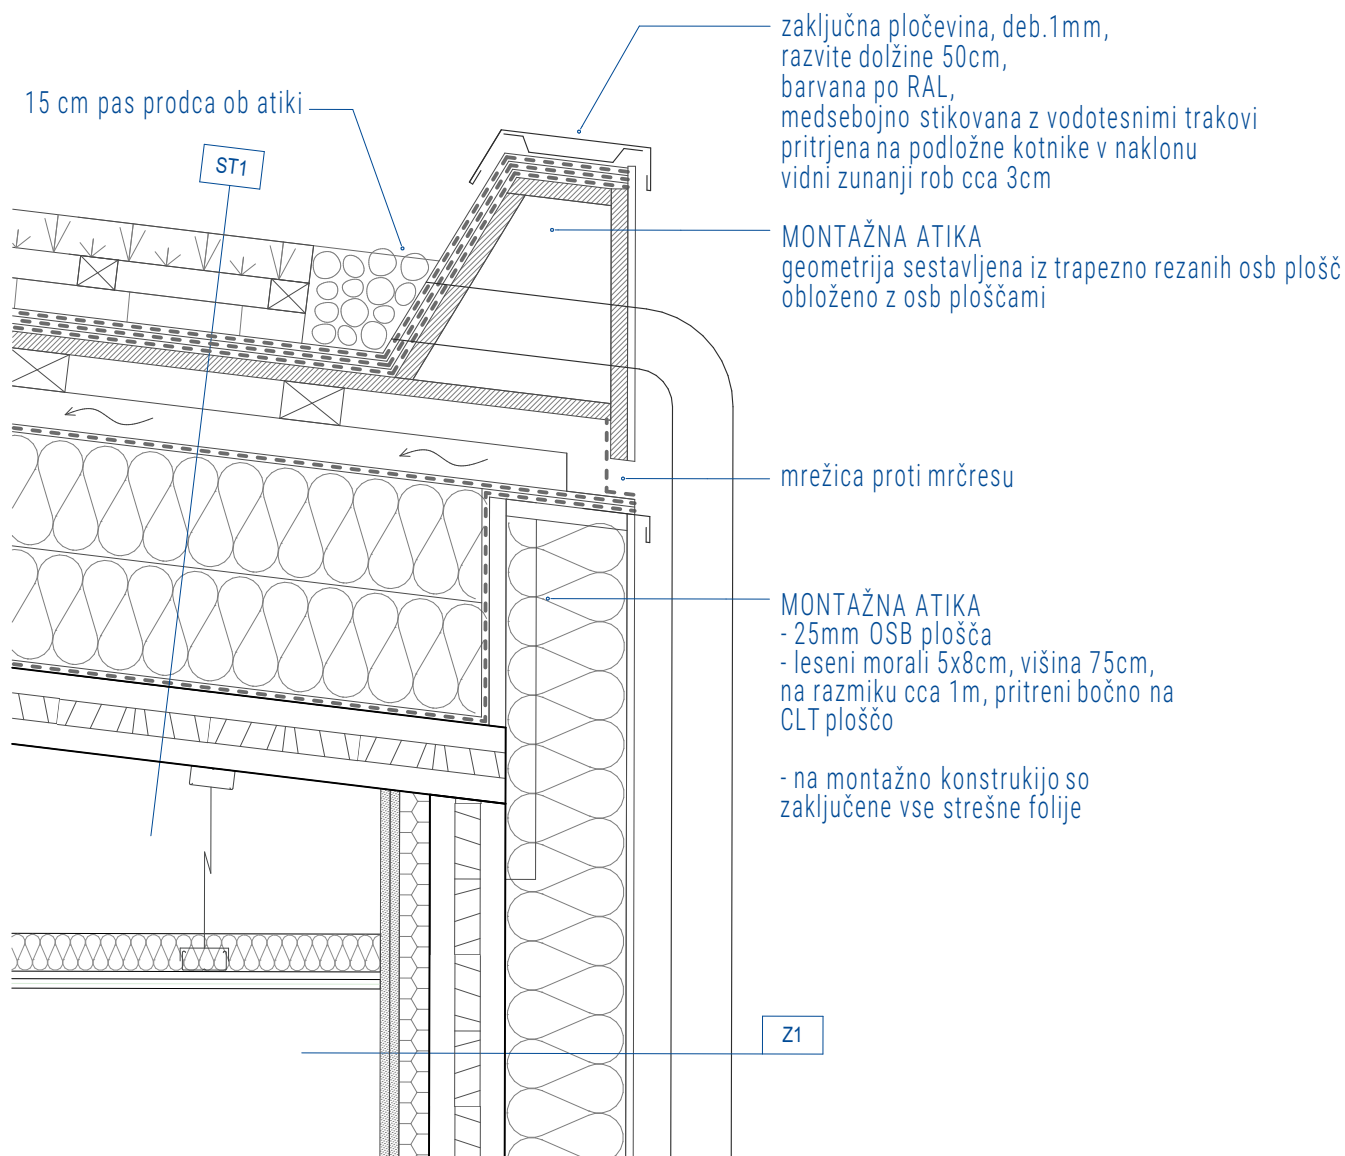 zaključna pločevina, deb.1mm,
razvite dolžine 50cm,
barvana po RAL,
medsebojno stikovana z vodotesnimi trakovi
pritrjena na podložne kotnike v naklonu
vidni zunanji rob cca 3cm
15 cm pas prodca ob atiki
ST1
MONTAŽNA ATIKA
geometrija sestavljena iz trapezno rezanih osb plošč
obloženo z osb ploščami
mrežica proti mrčresu
MONTAŽNA ATIKA
- 25mm OSB plošča
- leseni morali 5x8cm, višina 75cm,
na razmiku cca 1m, pritreni bočno na
CLT ploščo
- na montažno konstrukijo so
zaključene vse strešne folije
Z1